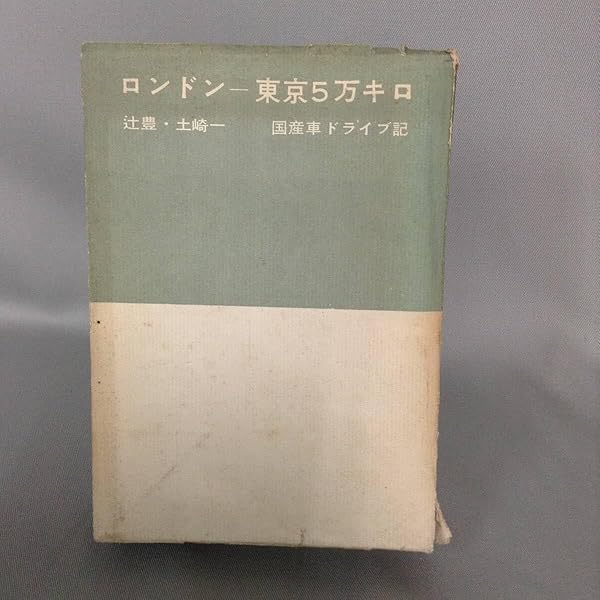 ロンドン―東京5万キロ
辻豊・土崎一 国産車ドライブ記